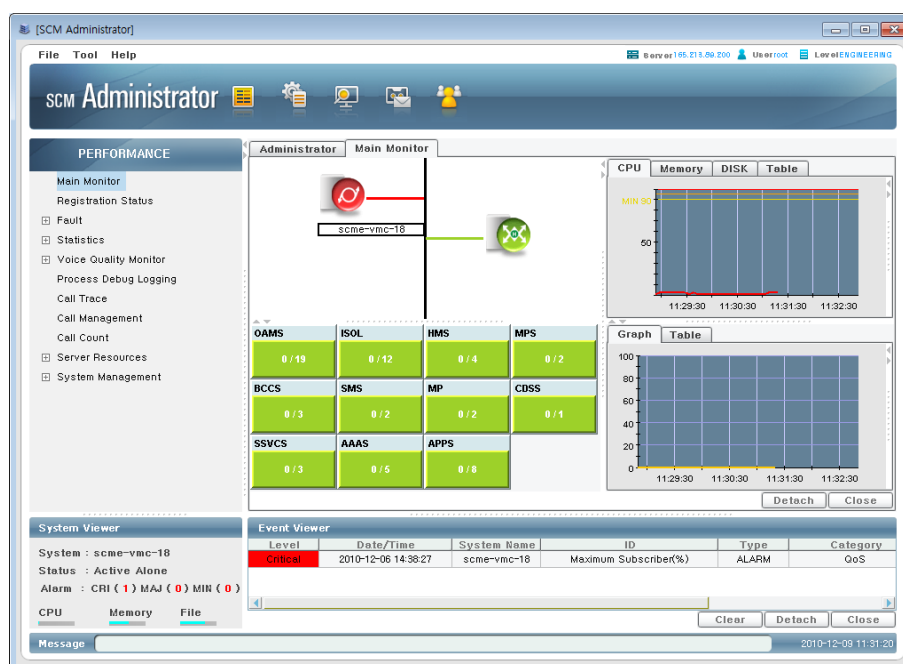 [SCM Administrator]
File Tool Help
Server 165.213.89.200 User root Level ENGINEERING
SCM Administrator
PERFORMANCE
Main Monitor
Registration Status
Fault
Statistics
Voice Quality Monitor
Process Debug Logging
Call Trace
Call Management
Call Count
Server Resources
System Management
Administrator Main Monitor
scme-vmc-18
OAMS ISOL HMS MPS
0 / 19 0 / 12 0 / 4 0 / 2
BCCS SMS MP CDSS
0 / 3 0 / 2 0 / 2 0 / 1
SSVCS AAAS APPS
0 / 3 0 / 5 0 / 8
CPU Memory DISK Table
MIN 90
50
11:29:30 11:30:30 11:31:30 11:32:30
Graph Table
100
80
60
40
20
0
11:29:30 11:30:30 11:31:30 11:32:30
Detach Close
System Viewer
System : scme-vmc-18
Status : Active Alone
Alarm : CRI ( 1 ) MAJ ( 0 ) MIN ( 0 )
CPU Memory File
Event Viewer
Level Date/Time System Name ID Type Category
Critical 2010-12-06 14:38:27 scme-vmc-18 Maximum Subscriber(%) ALARM QoS
Clear Detach Close
Message 2010-12-09 11:31:20